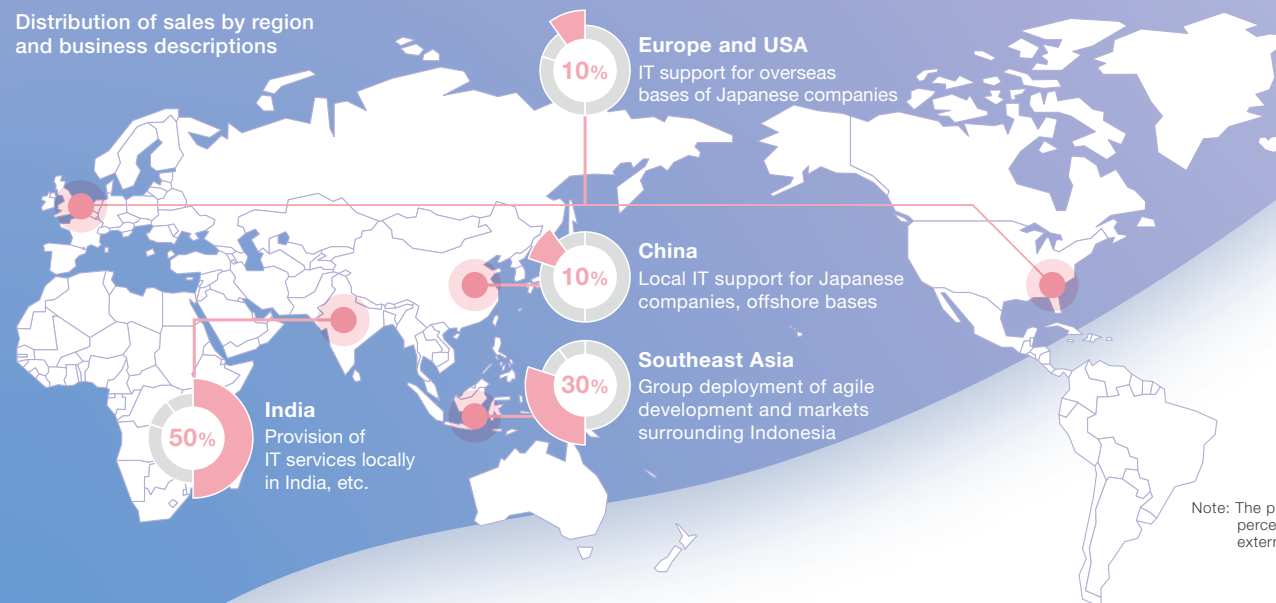 Distribution of sales by region
and business descriptions
10%
Europe and USA
IT support for overseas
bases of Japanese companies
10%
China
Local IT support for Japanese
companies, offshore bases
30%
Southeast Asia
Group deployment of agile
development and markets
surrounding Indonesia
50%
India
Provision of
IT services locally
in India, etc.
Note: The